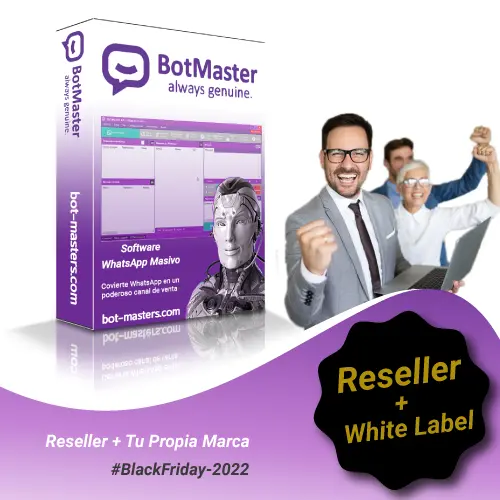 BotMaster
always genuine.
BotMaster
always genuine.
bot-masters.com
Software
WhatsApp Masivo
Covierte WhatsApp en un
poderoso canal de venta
bot-masters.com
Reseller
+
White Label
Reseller + Tu Propia Marca
#BlackFriday-2022